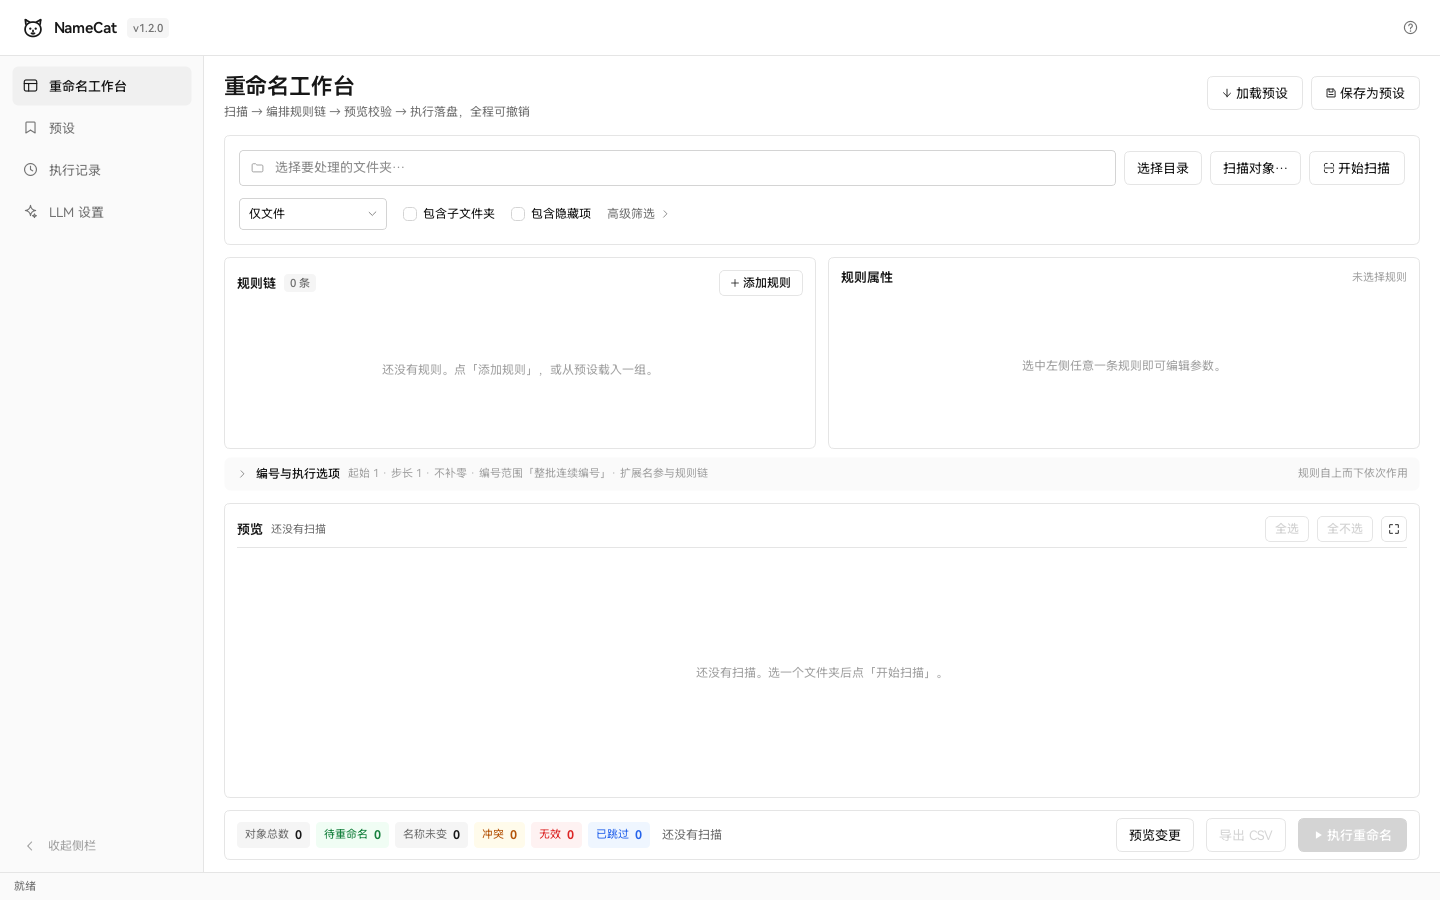 NameCat v1.2.0
重命名工作台
预设
执行记录
LLM 设置
收起侧栏
重命名工作台
扫描 → 编排规则链 → 预览校验 → 执行落盘，全程可撤销
加载预设
保存为预设
选择要处理的文件夹…
选择目录
扫描对象…
开始扫描
仅文件
包含子文件夹
包含隐藏项
高级筛选
规则链 0 条
添加规则
还没有规则。点「添加规则」，或从预设载入一组。
规则属性
未选择规则
选中左侧任意一条规则即可编辑参数。
编号与执行选项 起始 1 · 步长 1 · 不补零 · 编号范围「整批连续编号」 · 扩展名参与规则链
规则自上而下依次作用
预览 还没有扫描
全选
全不选
还没有扫描。选一个文件夹后点「开始扫描」。
对象总数 0
待重命名 0
名称未变 0
冲突 0
无效 0
已跳过 0
还没有扫描
预览变更
导出 CSV
执行重命名
就绪